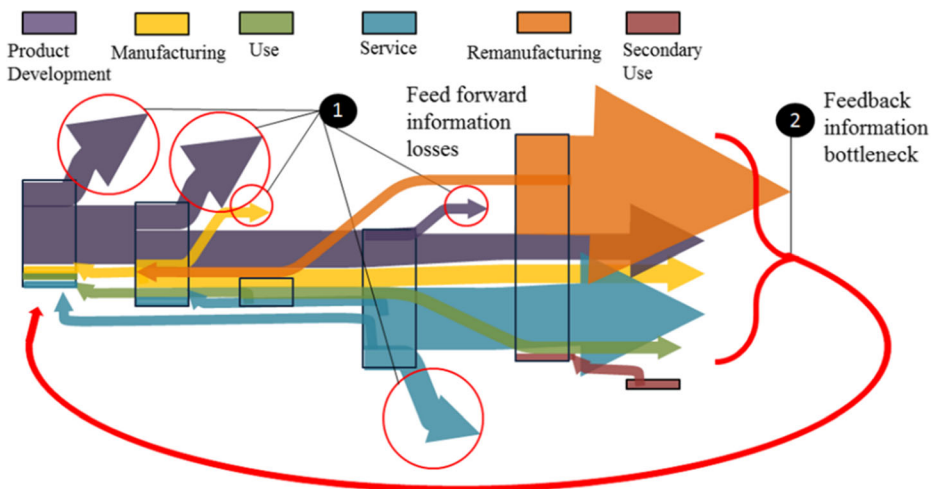 Product
Development
Manufacturing
Use
Service
Remanufacturing
Secondary
Use
1
Feed forward
information
losses
2
Feedback
information
bottleneck